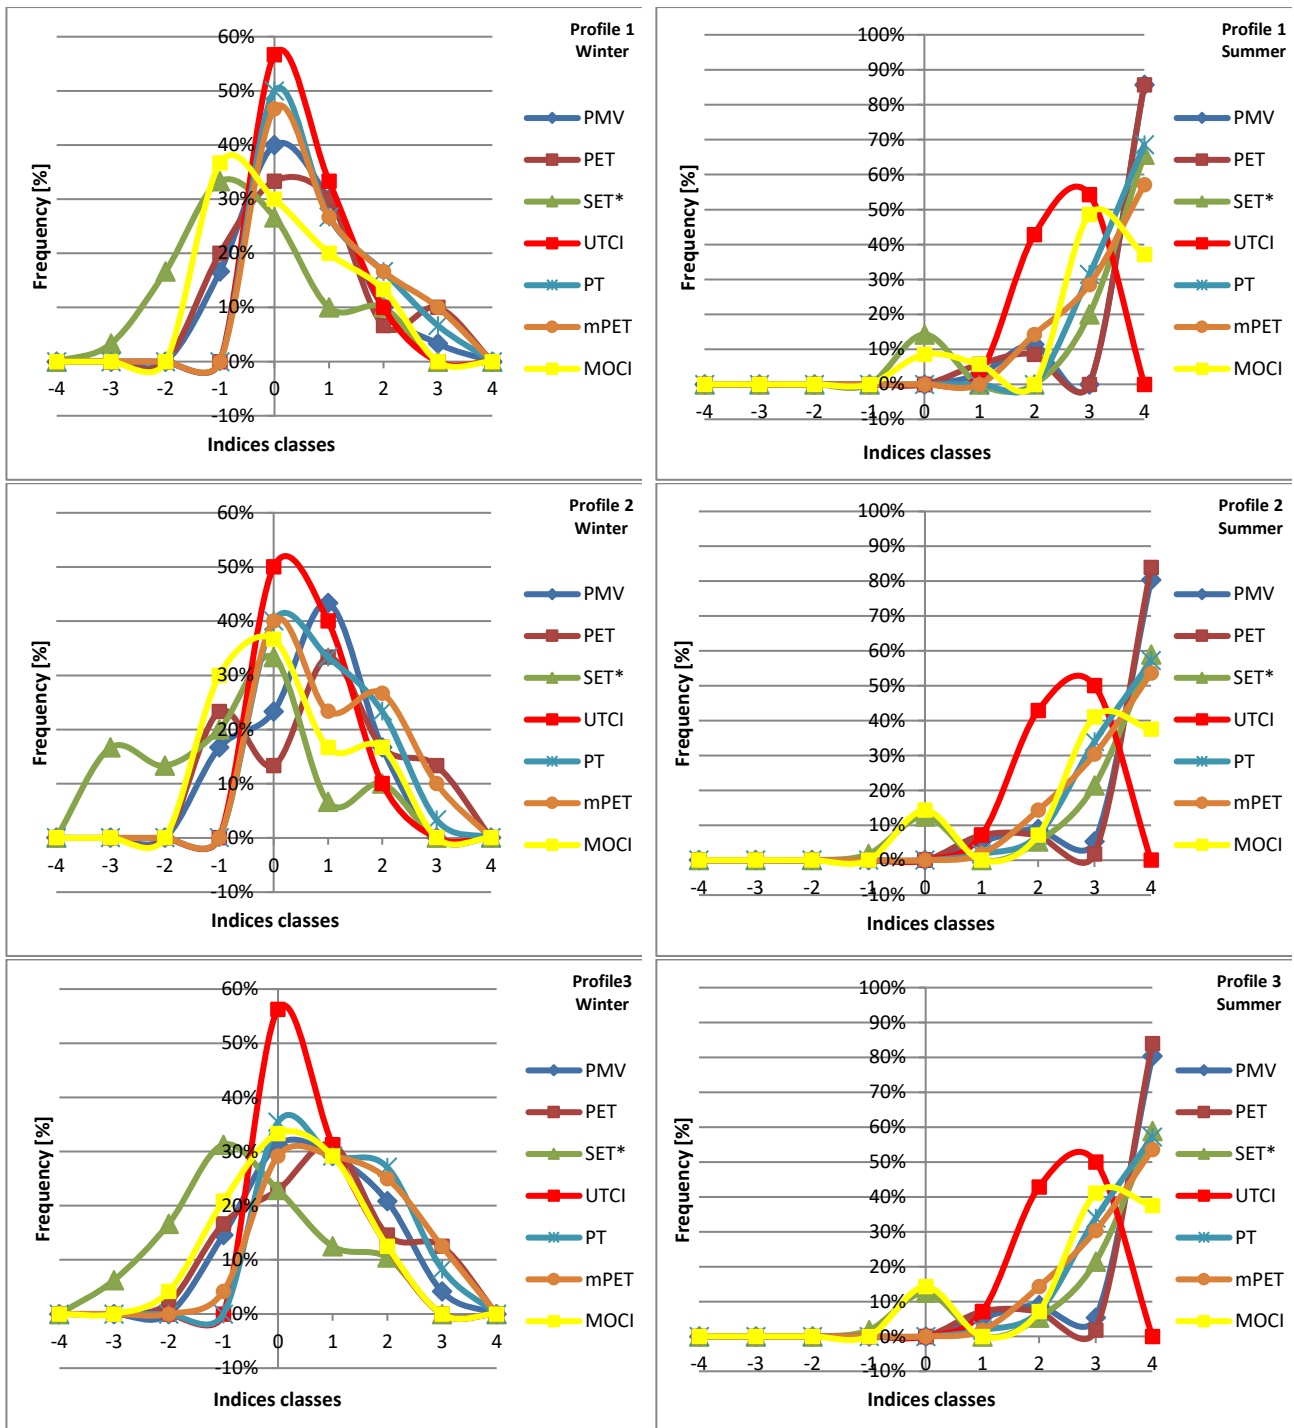 Profile 1
Winter
60%
50%
40%
30%
20%
10%
0%
-10%
-4 -3 -2 -1 0 1 2 3 4
Frequency [%]
Indices classes
PMV
PET
SET*
UTCI
PT
mPET
MOCI
Profile 1
Summer
100%
90%
80%
70%
60%
50%
40%
30%
20%
10%
0%
-10%
-4 -3 -2 -1 0 1 2 3 4
Frequency [%]
Indices classes
PMV
PET
SET*
UTCI
PT
mPET
MOCI
Profile 2
Winter
60%
50%
40%
30%
20%
10%
0%
-10%
-4 -3 -2 -1 0 1 2 3 4
Frequency [%]
Indices classes
PMV
PET
SET*
UTCI
PT
mPET
MOCI
Profile 2
Summer
100%
90%
80%
70%
60%
50%
40%
30%
20%
10%
0%
-10%
-4 -3 -2 -1 0 1 2 3 4
Frequency [%]
Indices classes
PMV
PET
SET*
UTCI
PT
mPET
MOCI
Profile3
Winter
60%
50%
40%
30%
20%
10%
0%
-10%
-4 -3 -2 -1 0 1 2 3 4
Frequency [%]
Indices classes
PMV
PET
SET*
UTCI
PT
mPET
MOCI
Profile 3
Summer
100%
90%
80%
70%
60%
50%
40%
30%
20%
10%
0%
-10%
-4 -3 -2 -1 0 1 2 3 4
Frequency [%]
Indices classes
PMV
PET
SET*
UTCI
PT
mPET
MOCI